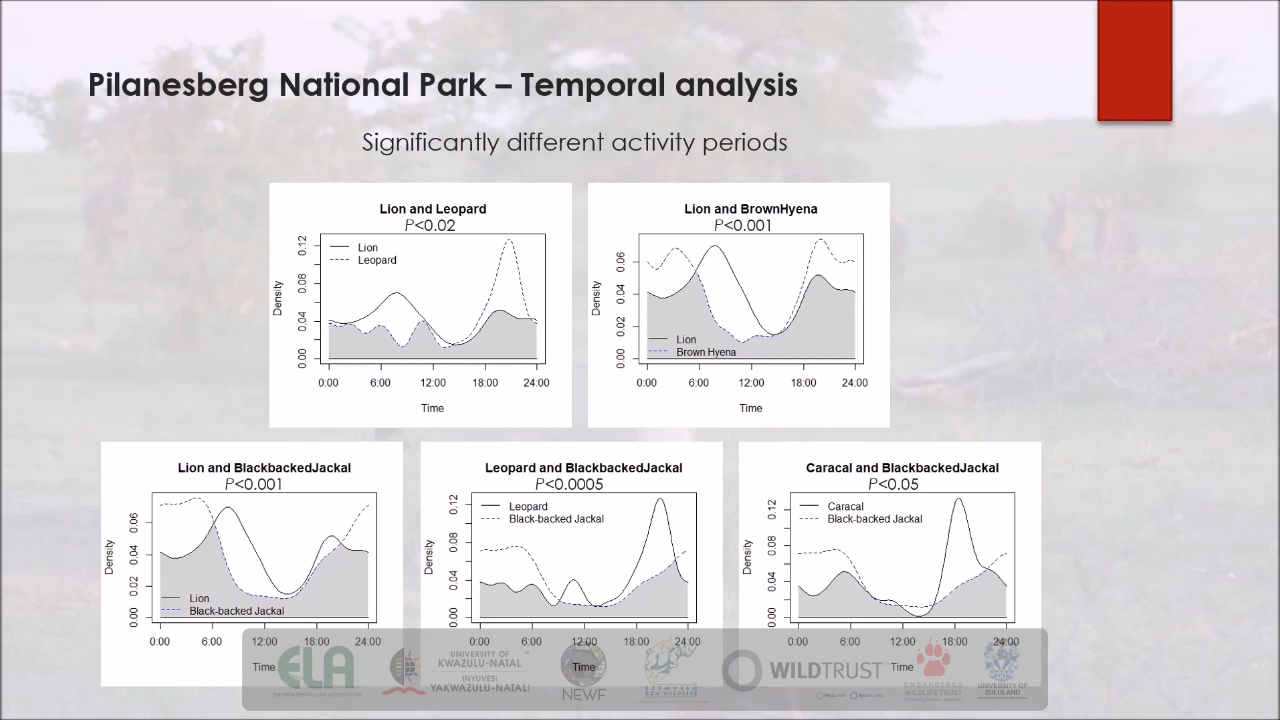 Pilanesberg National Park – Temporal analysis
Significantly different activity periods
Lion and Leopard
P<0.02
Lion
Leopard
Density
0.00 0.04 0.08 0.12
0:00 6:00 12:00 18:00 24:00
Time
Lion and BrownHyena
P<0.001
Lion
Brown Hyena
Density
0.00 0.02 0.04 0.06
0:00 6:00 12:00 18:00 24:00
Time
Lion and BlackbackedJackal
P<0.001
Lion
Black-backed Jackal
Density
0.00 0.02 0.04 0.06
0:00 6:00 12:00 18:00 24:00
Time
Leopard and BlackbackedJackal
P<0.0005
Leopard
Black-backed Jackal
Density
0.00 0.04 0.08 0.12
0:00 6:00 12:00 18:00 24:00
Time
Caracal and BlackbackedJackal
P<0.05
Caracal
Black-backed Jackal
Density
0.00 0.04 0.08 0.12
0:00 6:00 12:00 18:00 24:00
Time
ELA
ENVIRONMENTAL LAW ASSOCIATION
UNIVERSITY OF
KWAZULU-NATAL
INYUVESI
YAKWAZULU-NATALI
NEWF
EZEMVELO
KZN WILDLIFE
WILDTRUST
ENDANGERED
WILDLIFE TRUST
UNIVERSITY OF
ZULULAND